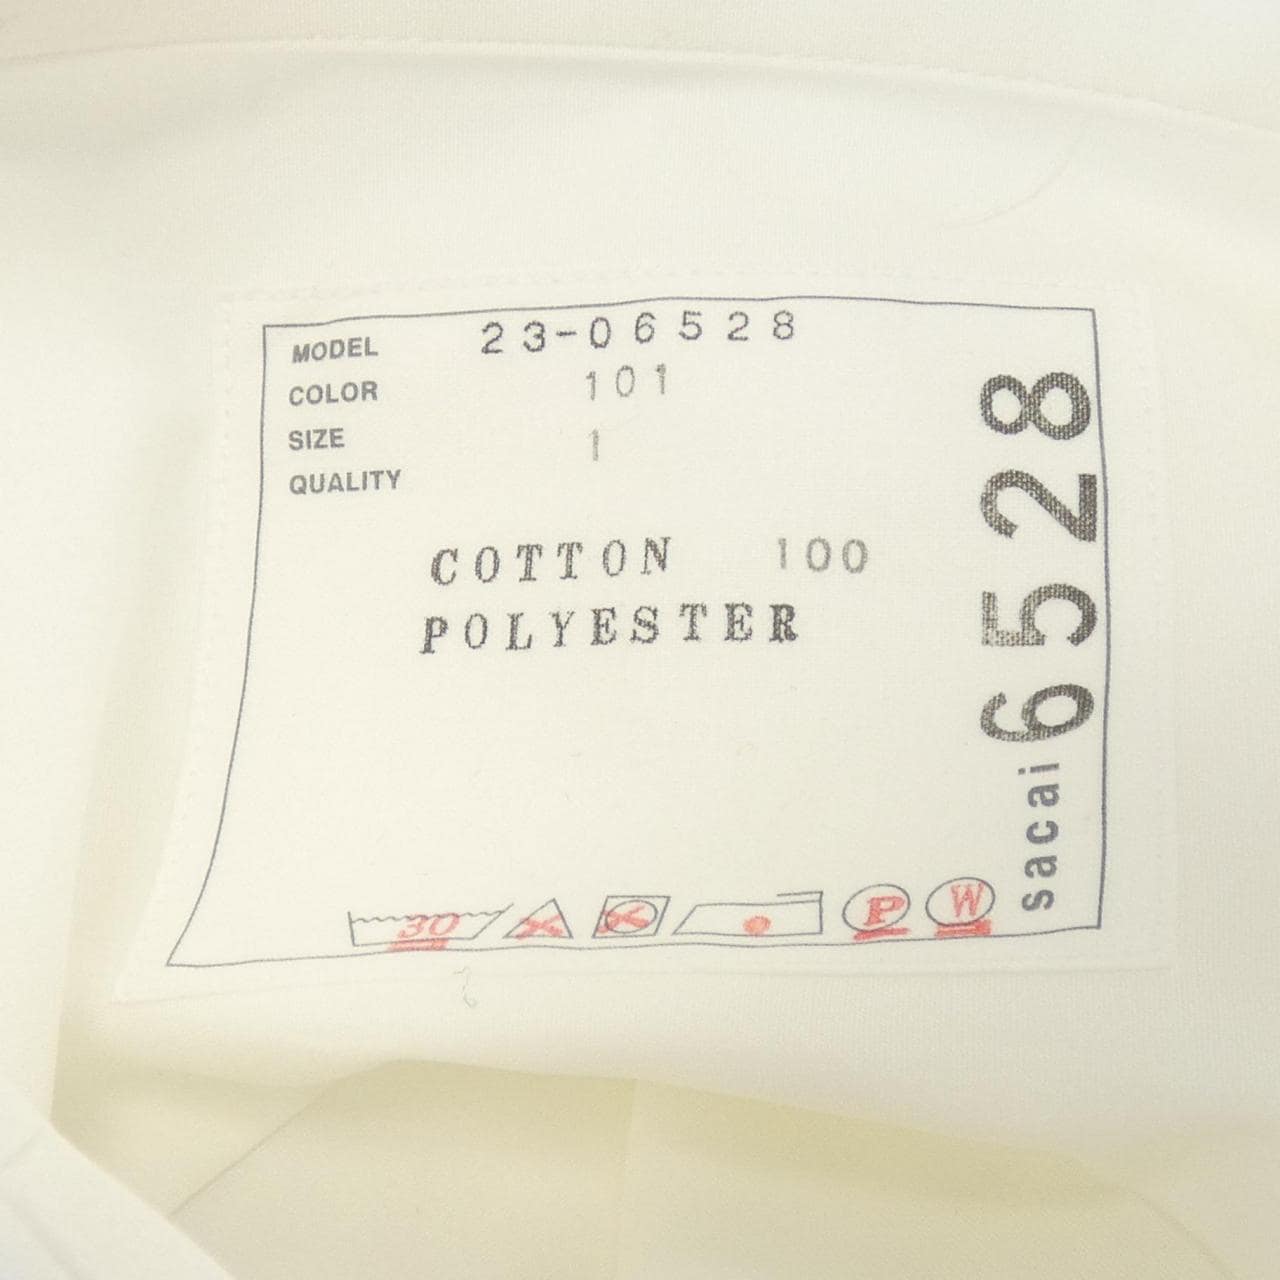 MODEL 23-06528
COLOR 101
SIZE 1
QUALITY
COTTON 100
POLYESTER
sacai 6528
30
P
W